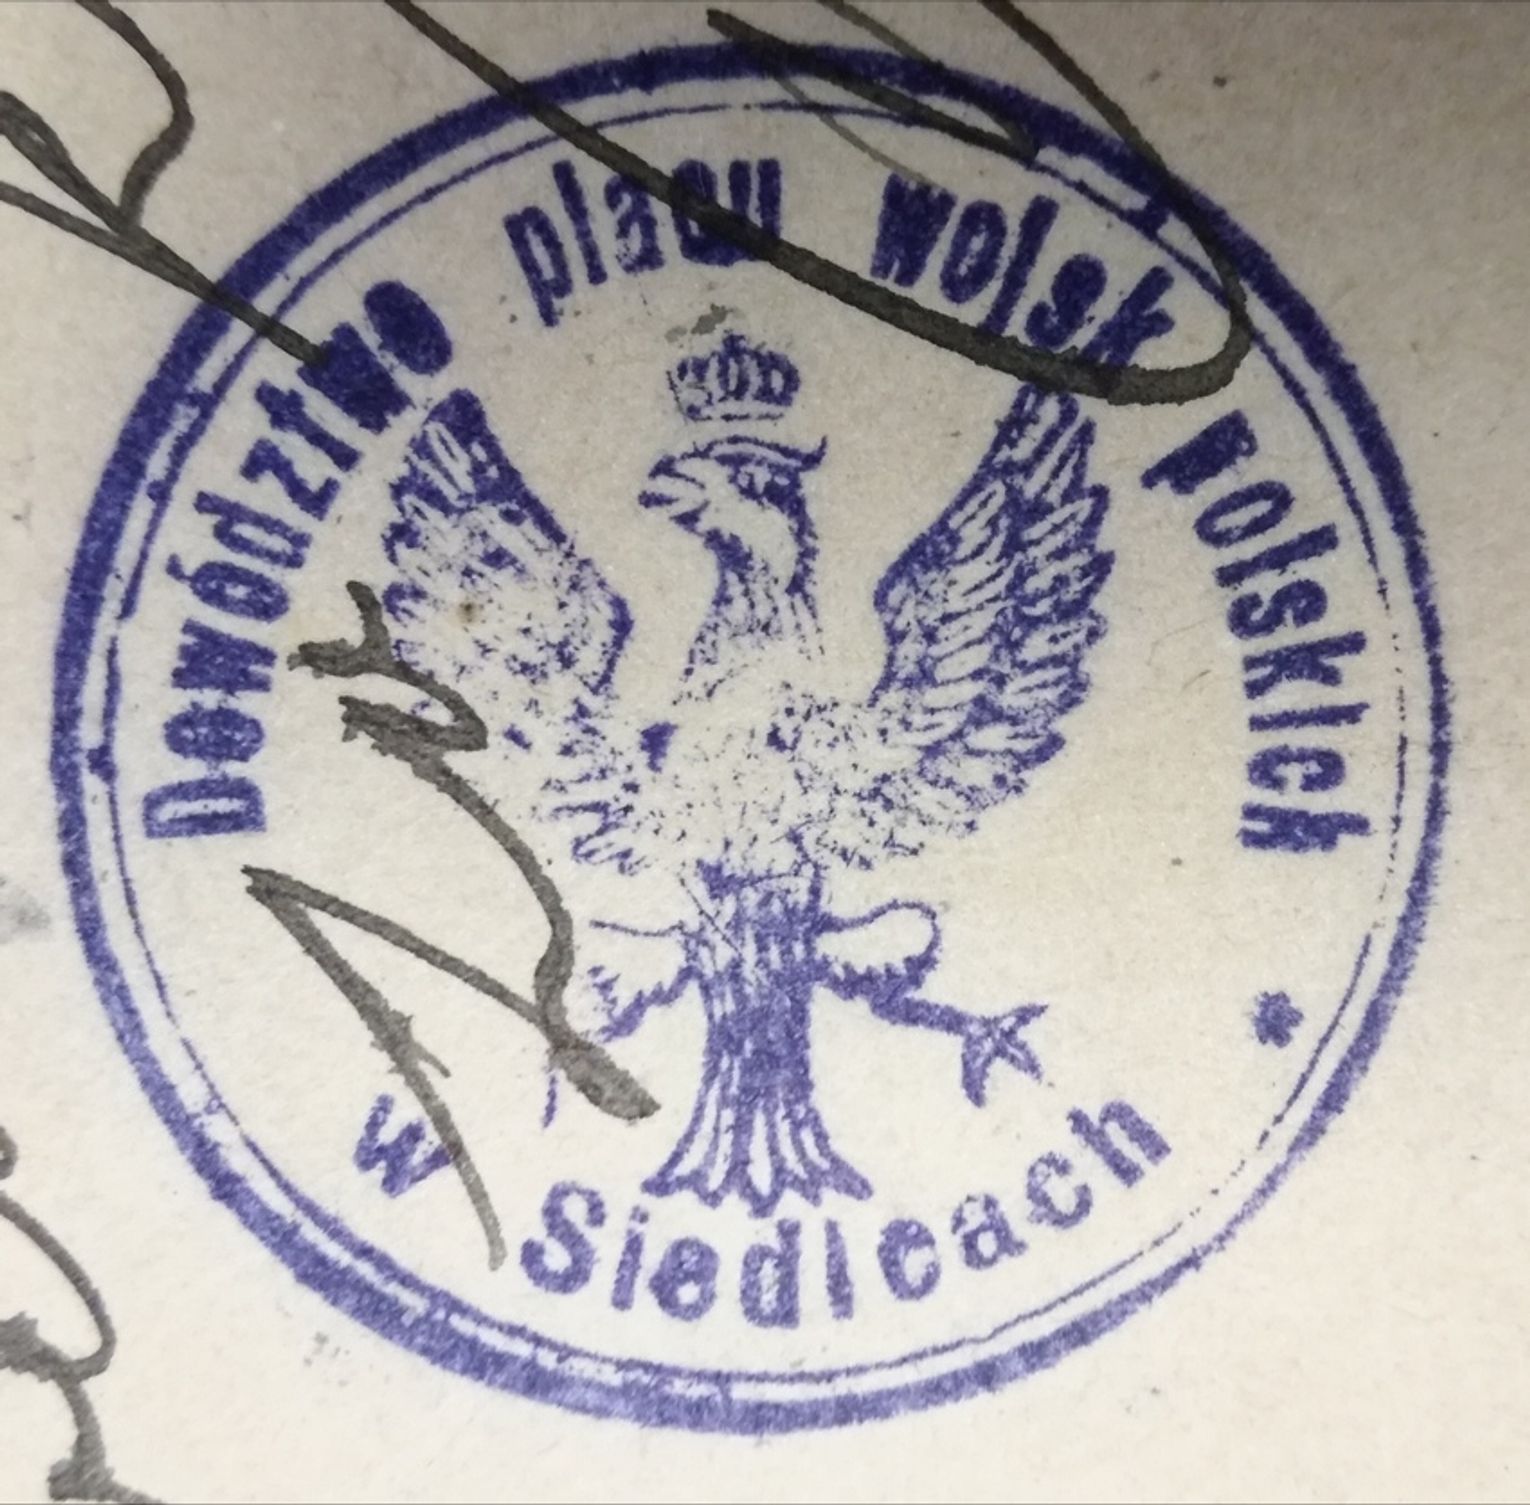 Dowództwo placu wojsk polskich
w Siedlcach
*